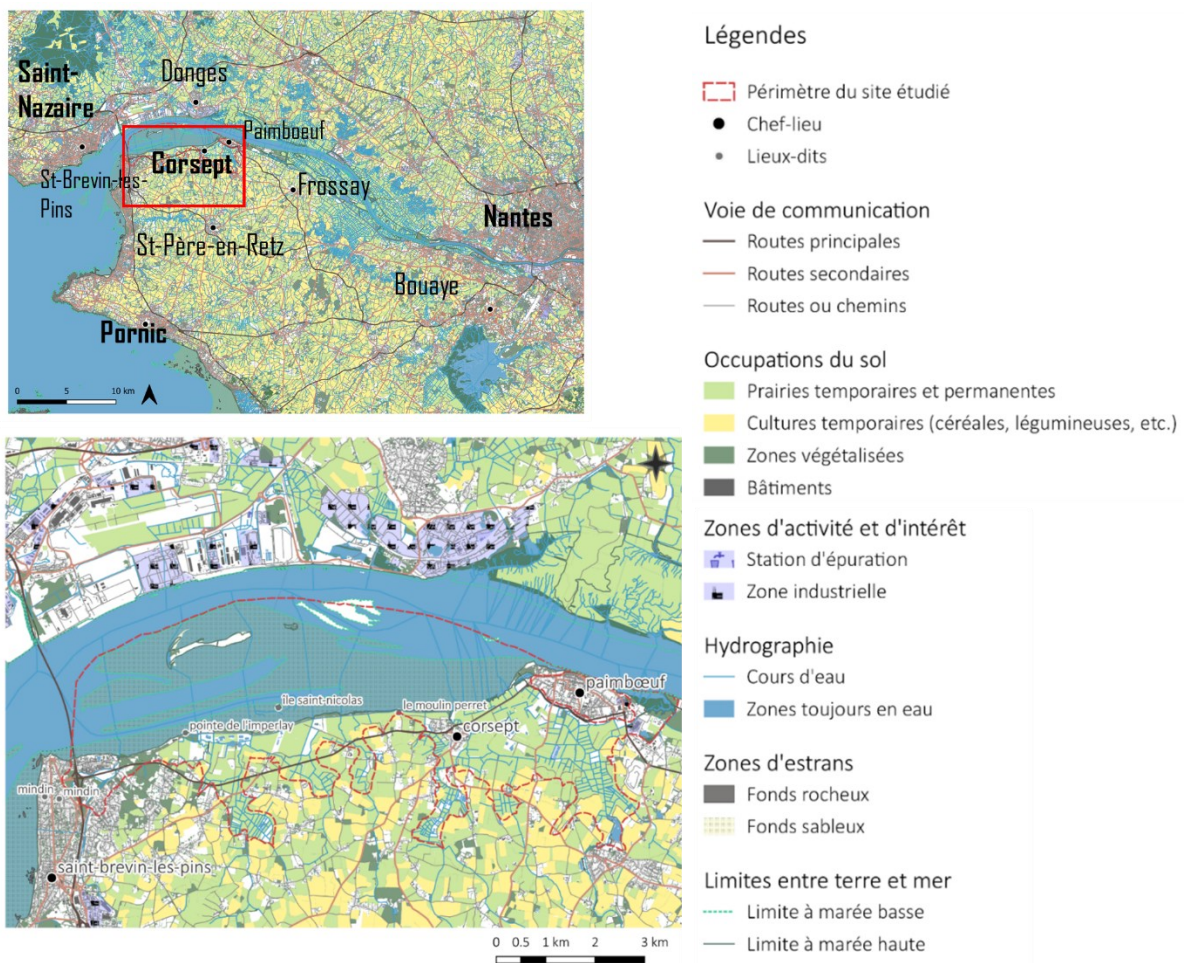 Saint-
Nazaire
Donges
Paimboeuf
Corsept
St-Brevin-les-
Pins
Frossay
Nantes
St-Père-en-Retz
Bouaye
Pornic
0 5 10 km
île saint-nicolas
le moulin perret
paimbœuf
pointe de l'imperlay
corsept
mindin
mindin
saint-brevin-les-pins
0 0.5 1 km 2 3 km
Légendes
Périmètre du site étudié
Chef-lieu
Lieux-dits
Voie de communication
Routes principales
Routes secondaires
Routes ou chemins
Occupations du sol
Prairies temporaires et permanentes
Cultures temporaires (céréales, légumineuses, etc.)
Zones végétalisées
Bâtiments
Zones d'activité et d'intérêt
Station d'épuration
Zone industrielle
Hydrographie
Cours d'eau
Zones toujours en eau
Zones d'estrans
Fonds rocheux
Fonds sableux
Limites entre terre et mer
Limite à marée basse
Limite à marée haute